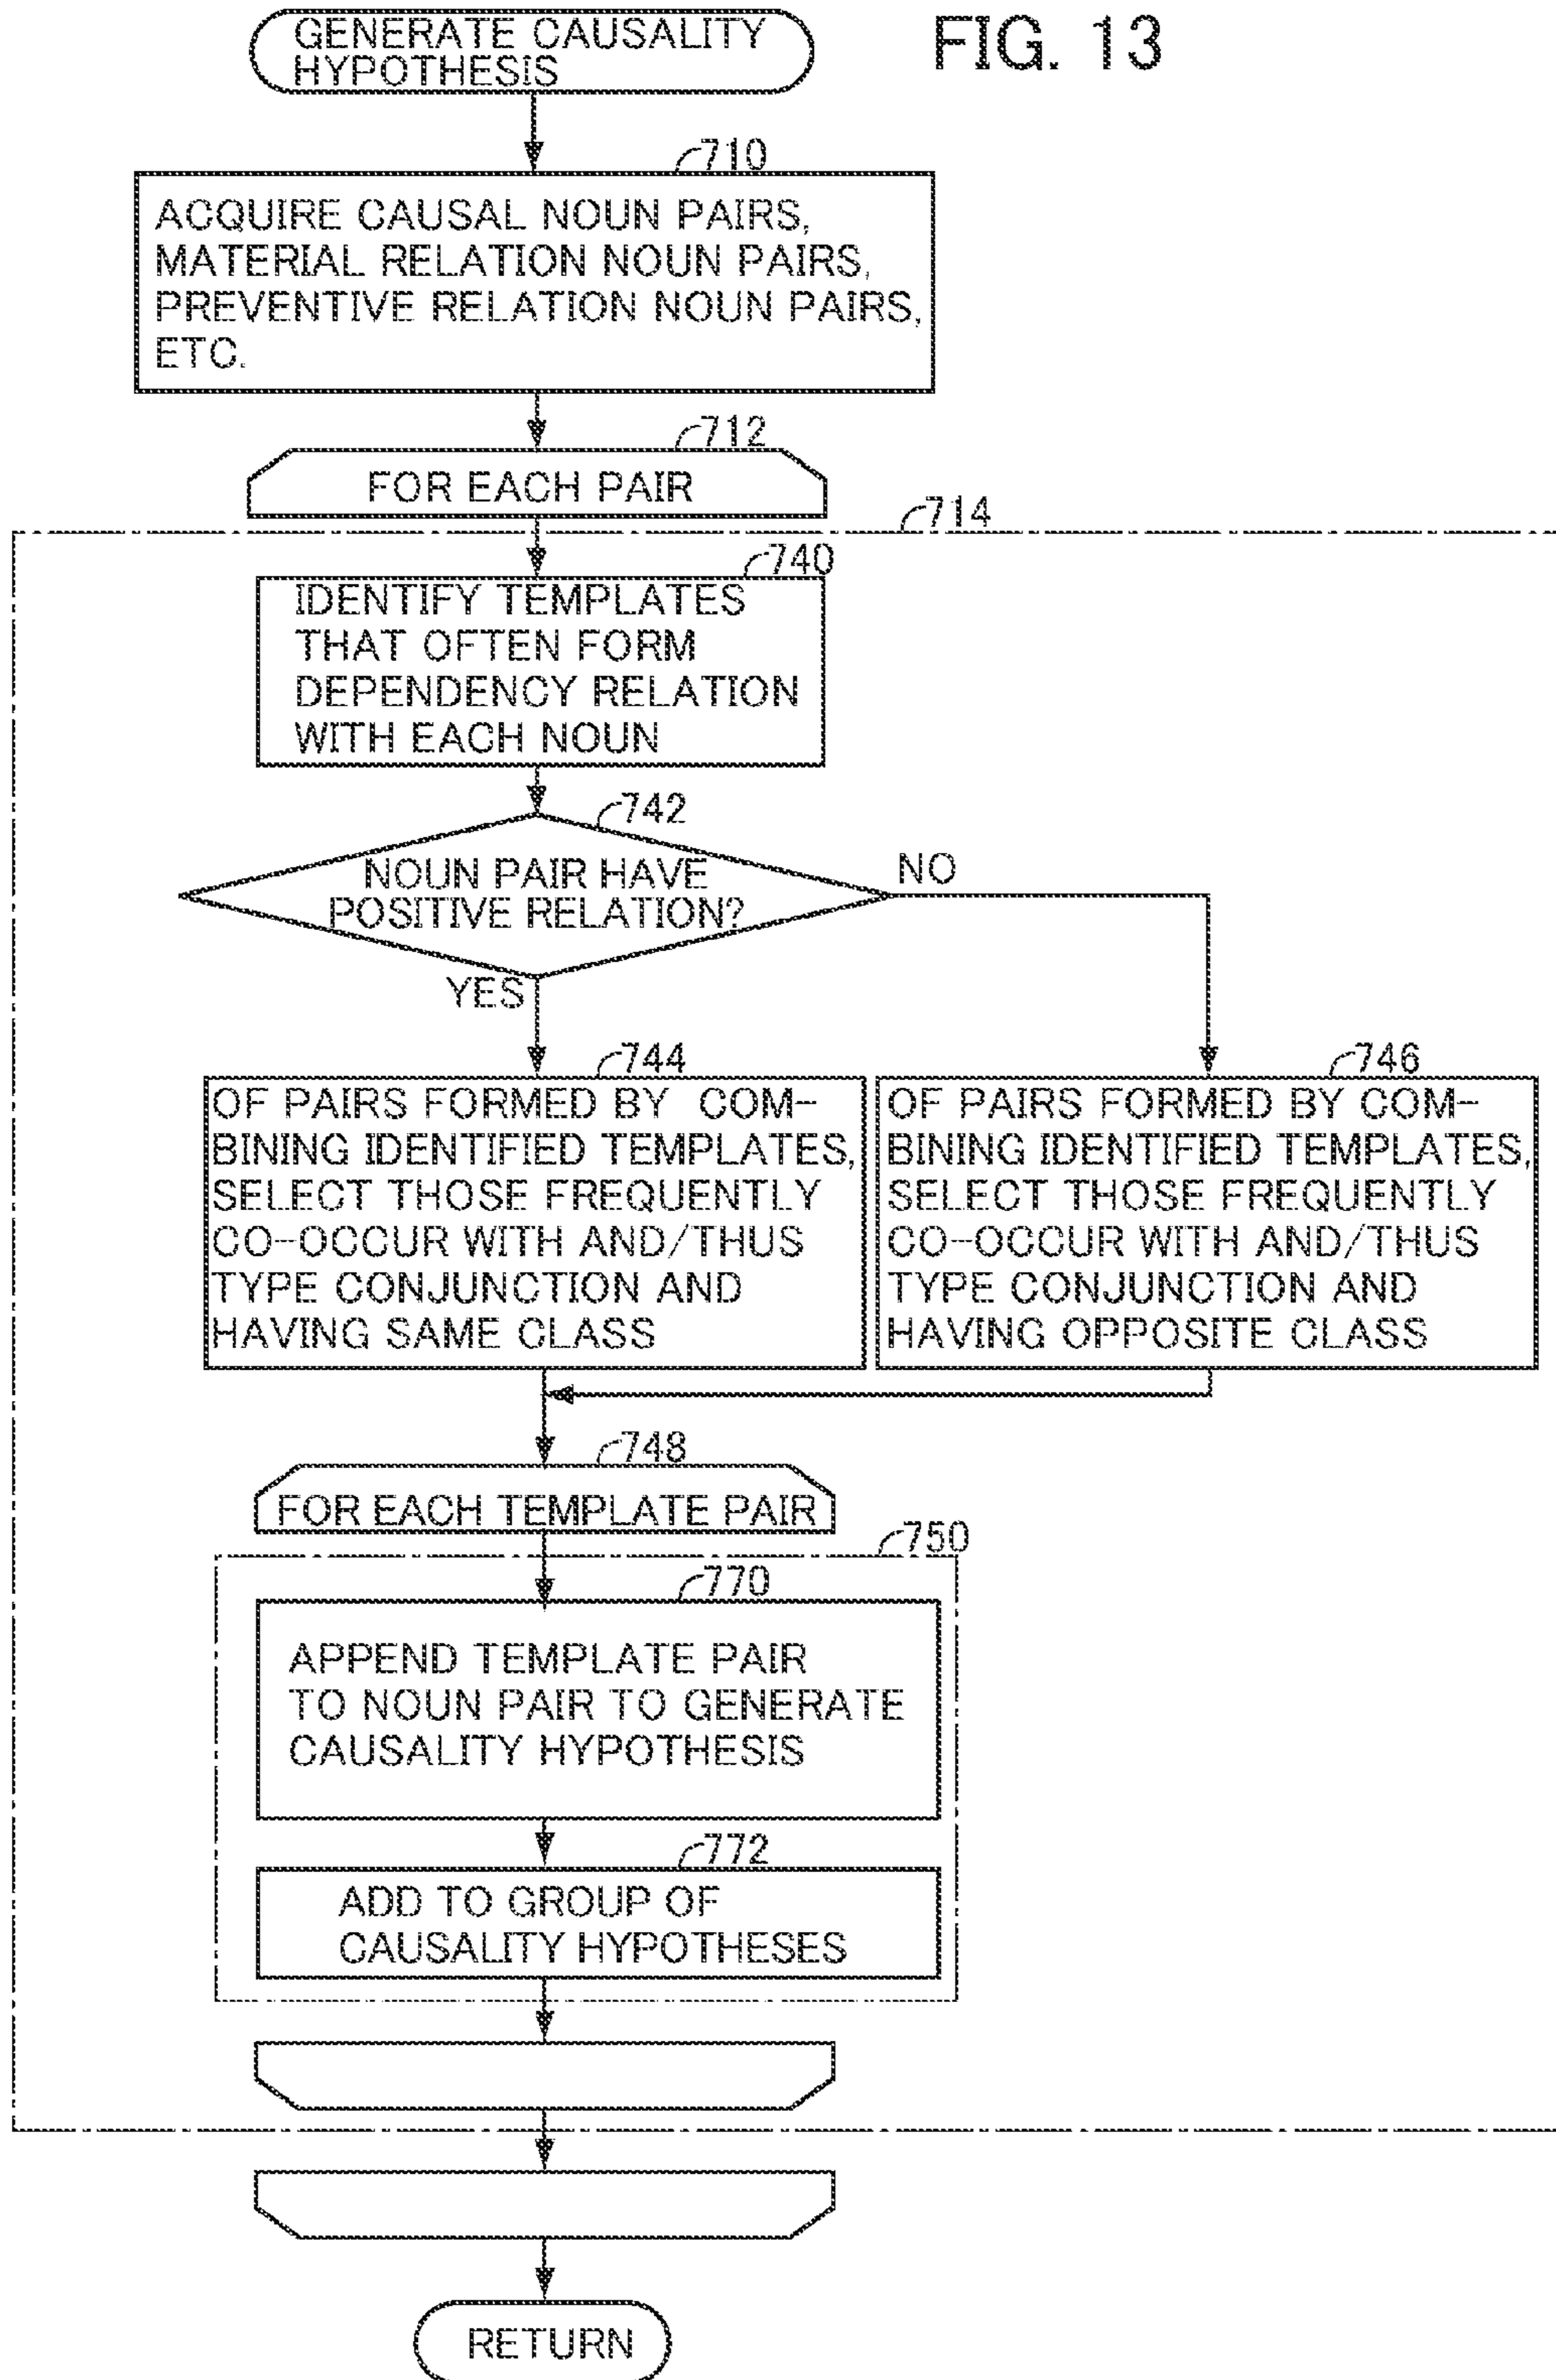 GENERATE CAUSALITY
HYPOTHESIS
FIG. 13
710
ACQUIRE CAUSAL NOUN PAIRS,
MATERIAL RELATION NOUN PAIRS,
PREVENTIVE RELATION NOUN PAIRS,
ETC.
712
FOR EACH PAIR
714
740
IDENTIFY TEMPLATES
THAT OFTEN FORM
DEPENDENCY RELATION
WITH EACH NOUN
742
NOUN PAIR HAVE
POSITIVE RELATION?
NO
YES
744
OF PAIRS FORMED BY COM-
BINING IDENTIFIED TEMPLATES,
SELECT THOSE FREQUENTLY
CO-OCCUR WITH AND/THUS
TYPE CONJUNCTION AND
HAVING SAME CLASS
746
OF PAIRS FORMED BY COM-
BINING IDENTIFIED TEMPLATES,
SELECT THOSE FREQUENTLY
CO-OCCUR WITH AND/THUS
TYPE CONJUNCTION AND
HAVING OPPOSITE CLASS
748
FOR EACH TEMPLATE PAIR
750
770
APPEND TEMPLATE PAIR
TO NOUN PAIR TO GENERATE
CAUSALITY HYPOTHESIS
772
ADD TO GROUP OF
CAUSALITY HYPOTHESES
RETURN